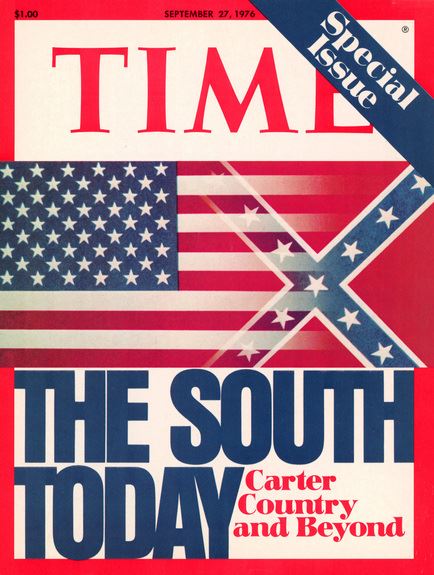 $1.00
SEPTEMBER 27, 1976
Special
Issue
TIME
®
THE SOUTH
TODAY
Carter
Country
and Beyond